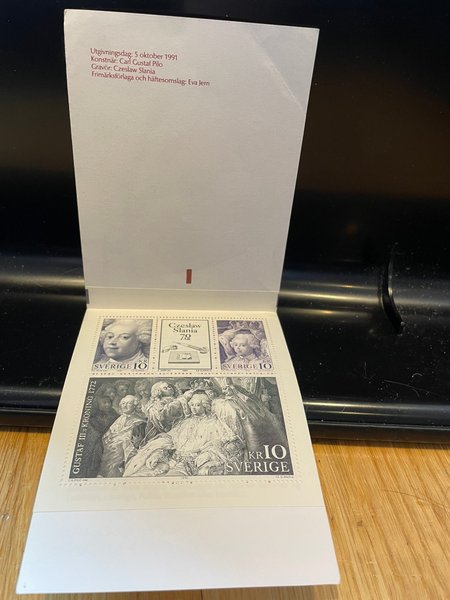 Utgivningsdag: 5 oktober 1991
Konstnär: Carl Gustaf Pilo
Gravör: Czesław Slania
Frimärksförlaga och häftesomslag: Eva Jern
Czesław
Slania
70
SVERIGE 10
SVERIGE 10
GUSTAF III:s KRÖNING 1772
KR 10
SVERIGE